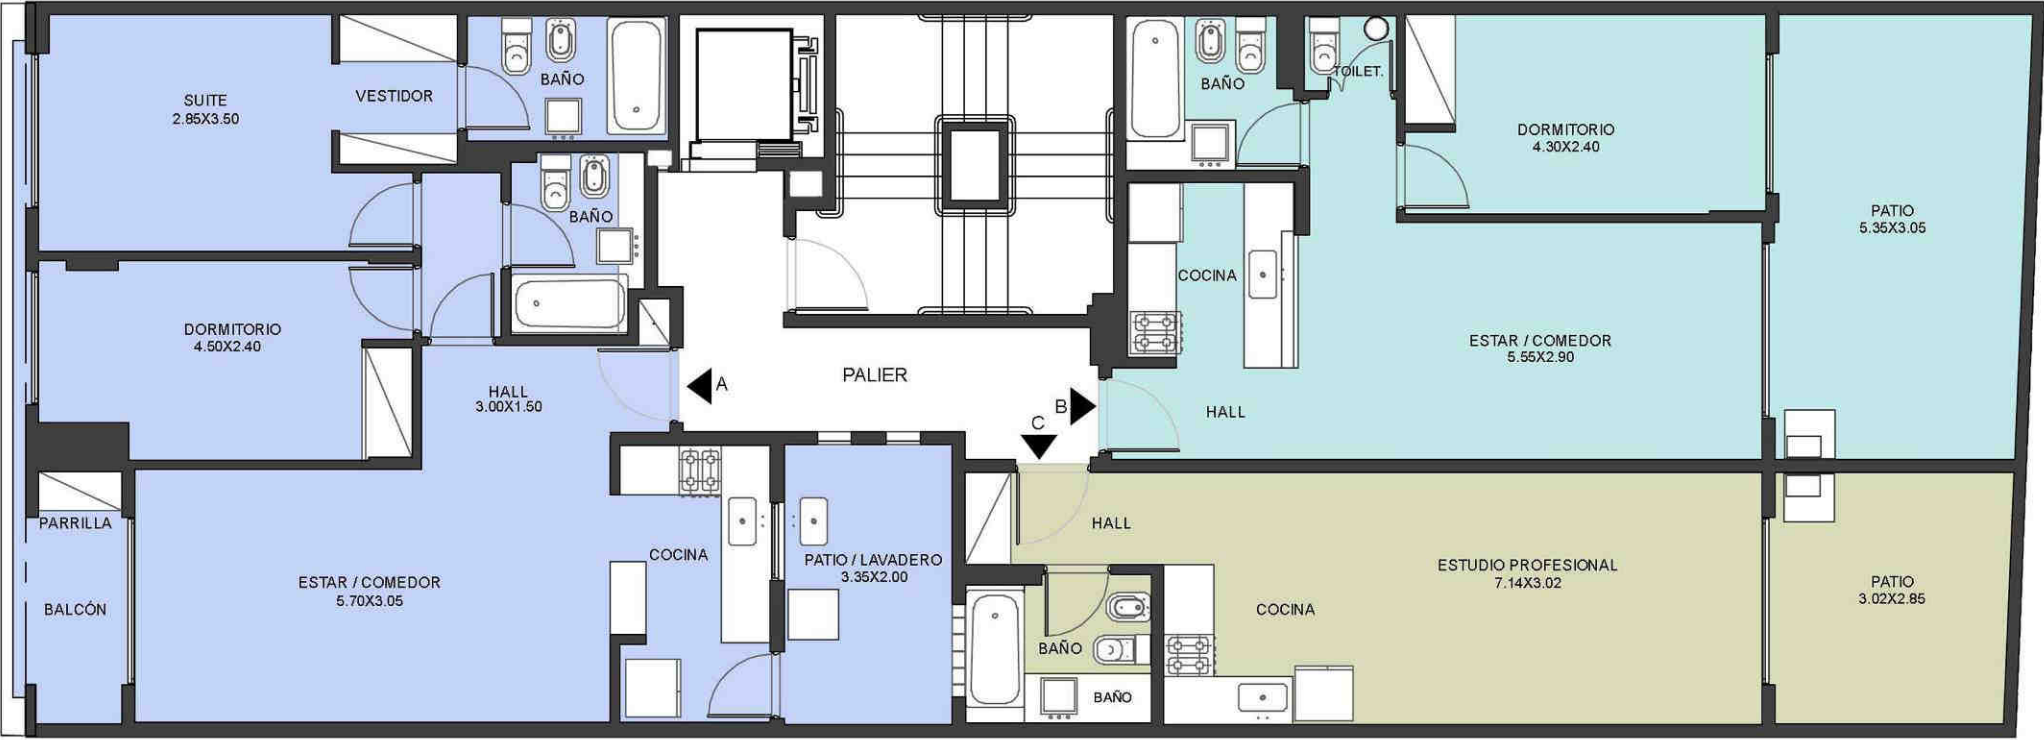 SUITE
2.85X3.50
VESTIDOR
BAÑO
BAÑO
DORMITORIO
4.50X2.40
HALL
3.00X1.50
PARRILLA
BALCÓN
ESTAR / COMEDOR
5.70X3.05
COCINA
PATIO / LAVADERO
3.35X2.00
A
PALIER
B
C
BAÑO
TOILET.
DORMITORIO
4.30X2.40
PATIO
5.35X3.05
COCINA
ESTAR / COMEDOR
5.55X2.90
HALL
HALL
ESTUDIO PROFESIONAL
7.14X3.02
COCINA
BAÑO
BAÑO
PATIO
3.02X2.85